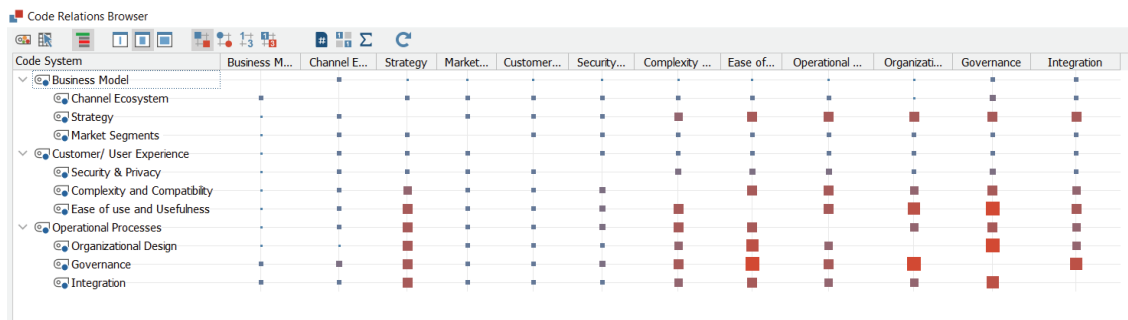 Code Relations Browser
Code System Business M... Channel E... Strategy Market... Customer... Security... Complexity ... Ease of... Operational ... Organizati... Governance Integration
Business Model
Channel Ecosystem
Strategy
Market Segments
Customer/ User Experience
Security & Privacy
Complexity and Compatibility
Ease of use and Usefulness
Operational Processes
Organizational Design
Governance
Integration